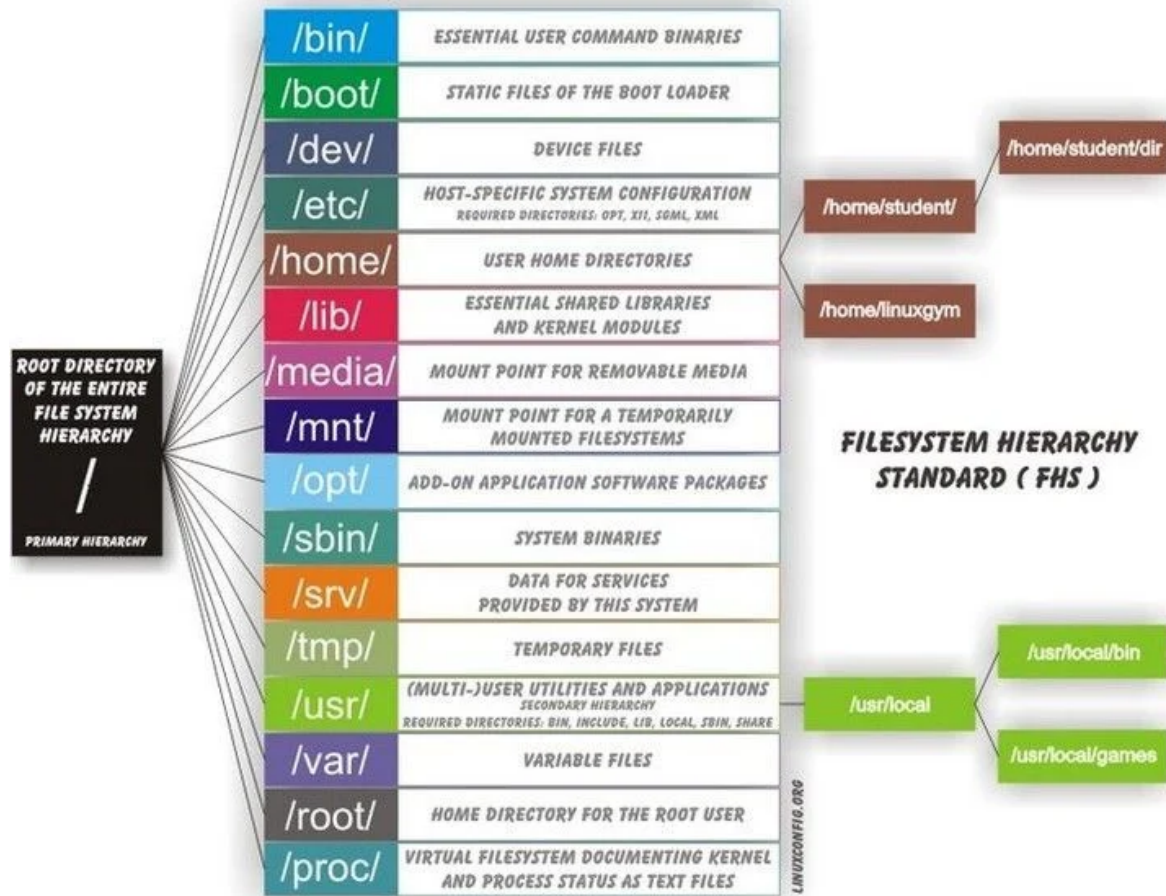 ROOT DIRECTORY
OF THE ENTIRE
FILE SYSTEM
HIERARCHY
/
PRIMARY HIERARCHY
/bin/ ESSENTIAL USER COMMAND BINARIES
/boot/ STATIC FILES OF THE BOOT LOADER
/dev/ DEVICE FILES
/etc/ HOST-SPECIFIC SYSTEM CONFIGURATION
REQUIRED DIRECTORIES: OPT, XII, SGML, XML
/home/ USER HOME DIRECTORIES
/lib/ ESSENTIAL SHARED LIBRARIES
AND KERNEL MODULES
/media/ MOUNT POINT FOR REMOVABLE MEDIA
/mnt/ MOUNT POINT FOR A TEMPORARILY
MOUNTED FILESYSTEMS
/opt/ ADD-ON APPLICATION SOFTWARE PACKAGES
/sbin/ SYSTEM BINARIES
/srv/ DATA FOR SERVICES
PROVIDED BY THIS SYSTEM
/tmp/ TEMPORARY FILES
/usr/ (MULTI-)USER UTILITIES AND APPLICATIONS
SECONDARY HIERARCHY
REQUIRED DIRECTORIES: BIN, INCLUDE, LIB, LOCAL, SBIN, SHARE
/var/ VARIABLE FILES
/root/ HOME DIRECTORY FOR THE ROOT USER
/proc/ VIRTUAL FILESYSTEM DOCUMENTING KERNEL
AND PROCESS STATUS AS TEXT FILES
/home/student/
/home/student/dir
/home/linuxgym
FILESYSTEM HIERARCHY
STANDARD ( FHS )
/usr/local
/usr/local/bin
/usr/local/games
LINUXCONFIG.ORG